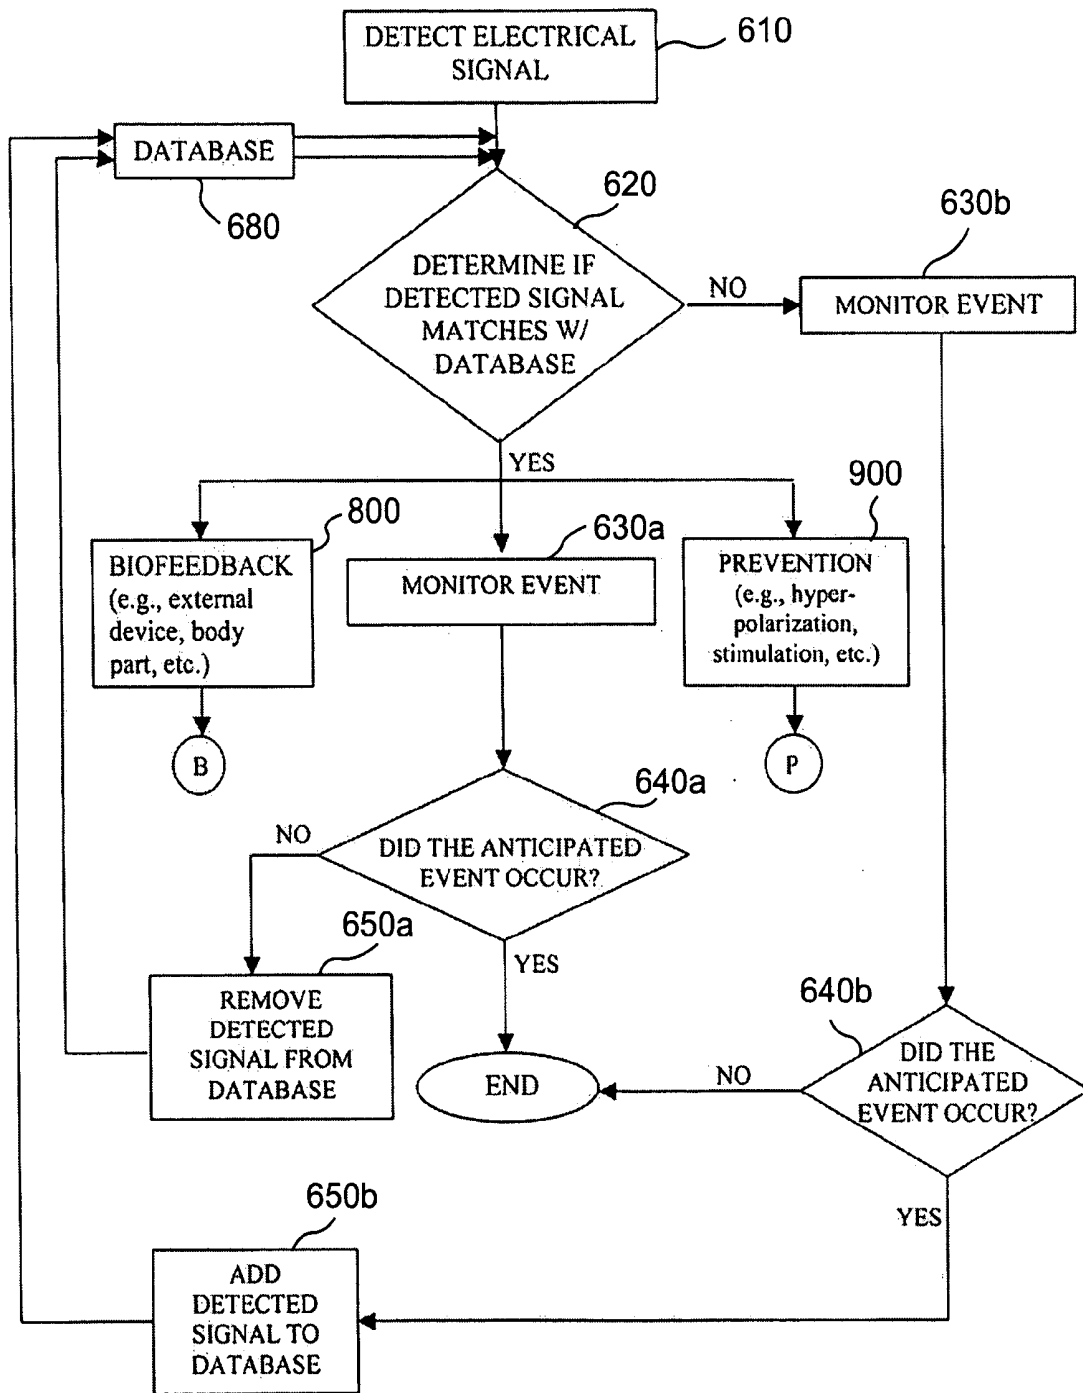 DETECT ELECTRICAL
SIGNAL
610
DATABASE
680
620
DETERMINE IF
DETECTED SIGNAL
MATCHES W/
DATABASE
NO
630b
MONITOR EVENT
YES
800
BIOFEEDBACK
(e.g., external
device, body
part, etc.)
B
630a
MONITOR EVENT
900
PREVENTION
(e.g., hyper-
polarization,
stimulation, etc.)
P
640a
DID THE ANTICIPATED
EVENT OCCUR?
NO
YES
650a
REMOVE
DETECTED
SIGNAL FROM
DATABASE
END
640b
DID THE
ANTICIPATED
EVENT OCCUR?
NO
YES
650b
ADD
DETECTED
SIGNAL TO
DATABASE